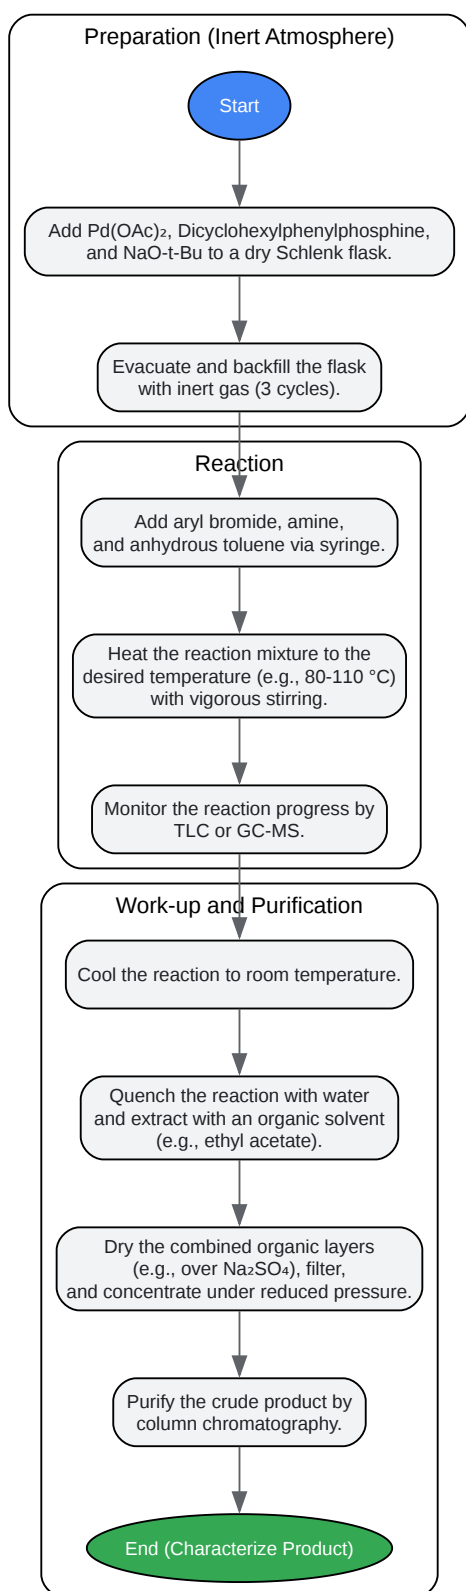 Preparation (Inert Atmosphere)
Start
Add Pd(OAc)₂, Dicyclohexylphenylphosphine,
and NaO-t-Bu to a dry Schlenk flask.
Evacuate and backfill the flask
with inert gas (3 cycles).
Reaction
Add aryl bromide, amine,
and anhydrous toluene via syringe.
Heat the reaction mixture to the
desired temperature (e.g., 80-110 °C)
with vigorous stirring.
Monitor the reaction progress by
TLC or GC-MS.
Work-up and Purification
Cool the reaction to room temperature.
Quench the reaction with water
and extract with an organic solvent
(e.g., ethyl acetate).
Dry the combined organic layers
(e.g., over Na₂SO₄), filter,
and concentrate under reduced pressure.
Purify the crude product by
column chromatography.
End (Characterize Product)